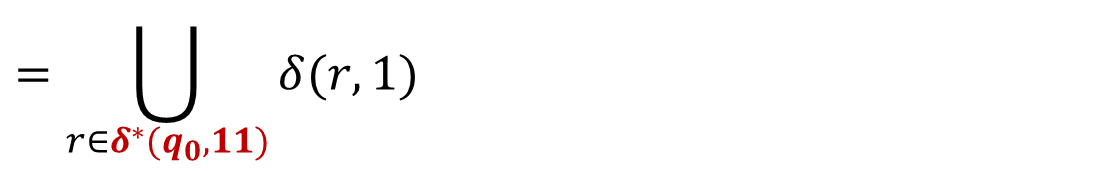 = ⋃ δ(r, 1)
r∈δ*(q₀,11)